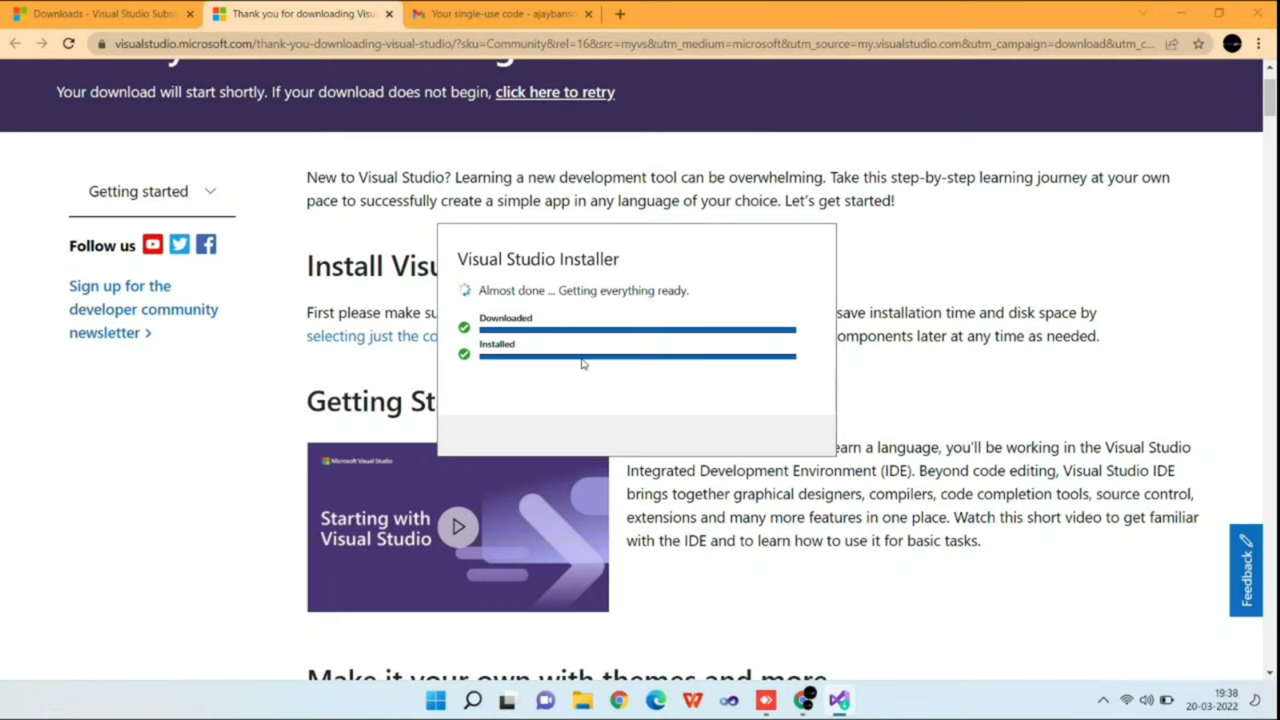 Downloads - Visual Studio Subs
Thank you for downloading Visu
Your single-use code - ajaybans
visualstudio.microsoft.com/thank-you-downloading-visual-studio/?sku=Community&rel=16&src=myvs&utm_medium=microsoft&utm_source=my.visualstudio.com&utm_campaign=download&utm_c...
Your download will start shortly. If your download does not begin, click here to retry
Getting started
Follow us
Sign up for the
developer community
newsletter >
New to Visual Studio? Learning a new development tool can be overwhelming. Take this step-by-step learning journey at your own
pace to successfully create a simple app in any language of your choice. Let's get started!
Install Visu
First please make su
save installation time and disk space by
selecting just the co
omponents later at any time as needed.
Visual Studio Installer
Almost done ... Getting everything ready.
Downloaded
Installed
Getting St
Microsoft Visual Studio
Starting with
Visual Studio
earn a language, you'll be working in the Visual Studio
Integrated Development Environment (IDE). Beyond code editing, Visual Studio IDE
brings together graphical designers, compilers, code completion tools, source control,
extensions and many more features in one place. Watch this short video to get familiar
with the IDE and to learn how to use it for basic tasks.
Feedback
Make it your own with themes and more
19:38
20-03-2022